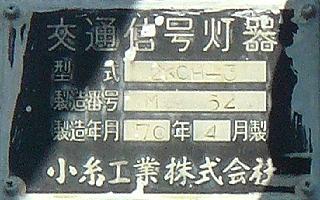 交通信号灯器
型式 2KCH-3
製造番号 M 54
製造年月 70年 4月製
小糸工業株式会社